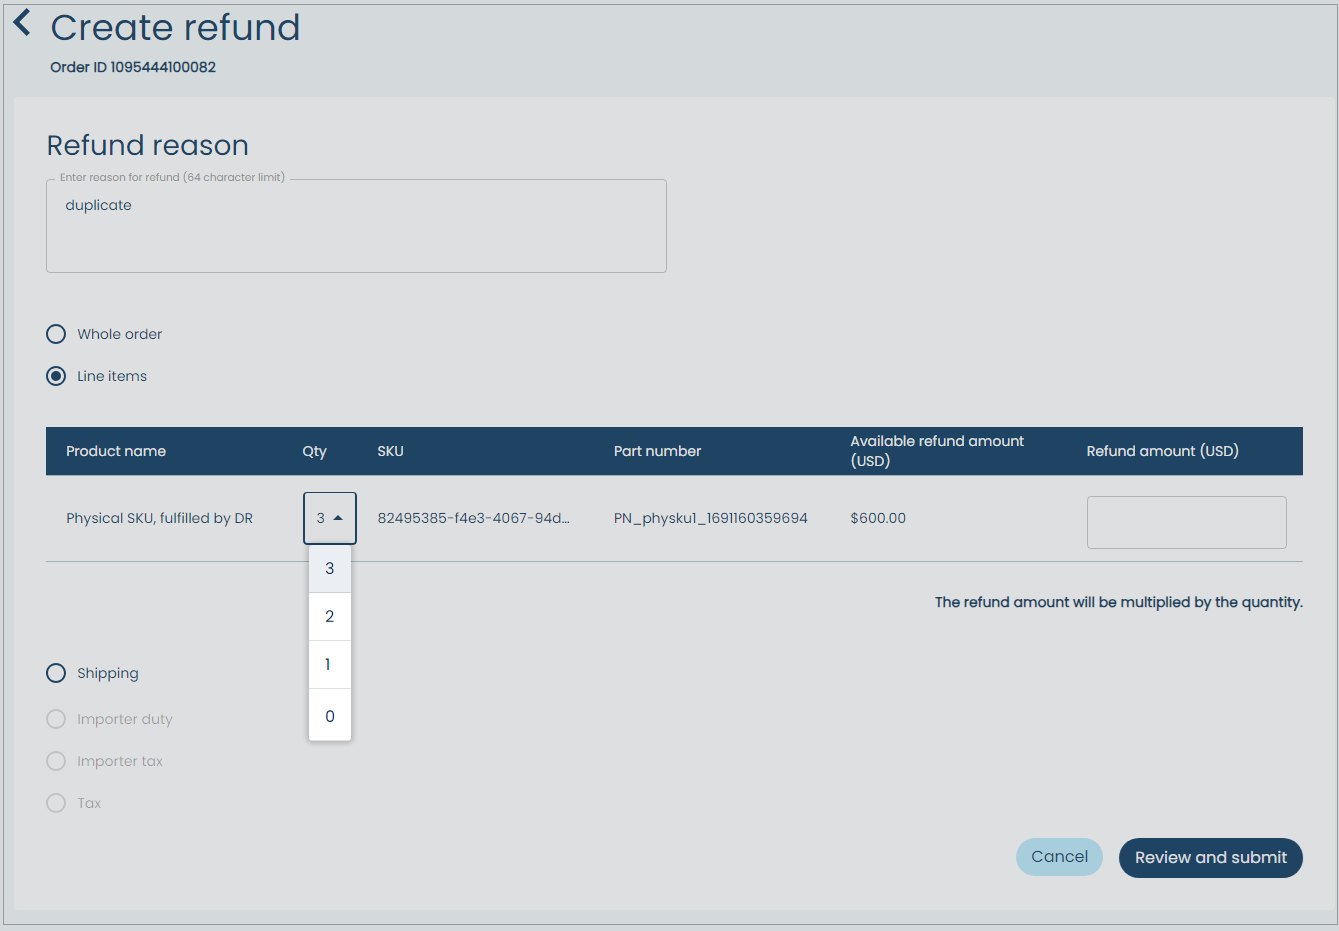 Create refund
Order ID 1095444100082
Refund reason
Enter reason for refund (64 character limit)
duplicate
Whole order
Line items
Product name Qty SKU Part number Available refund amount (USD) Refund amount (USD)
Physical SKU, fulfilled by DR 3 82495385-f4e3-4067-94d... PN_physku1_1691160359694 $600.00
3
2
1
0
The refund amount will be multiplied by the quantity.
Shipping
Importer duty
Importer tax
Tax
Cancel Review and submit